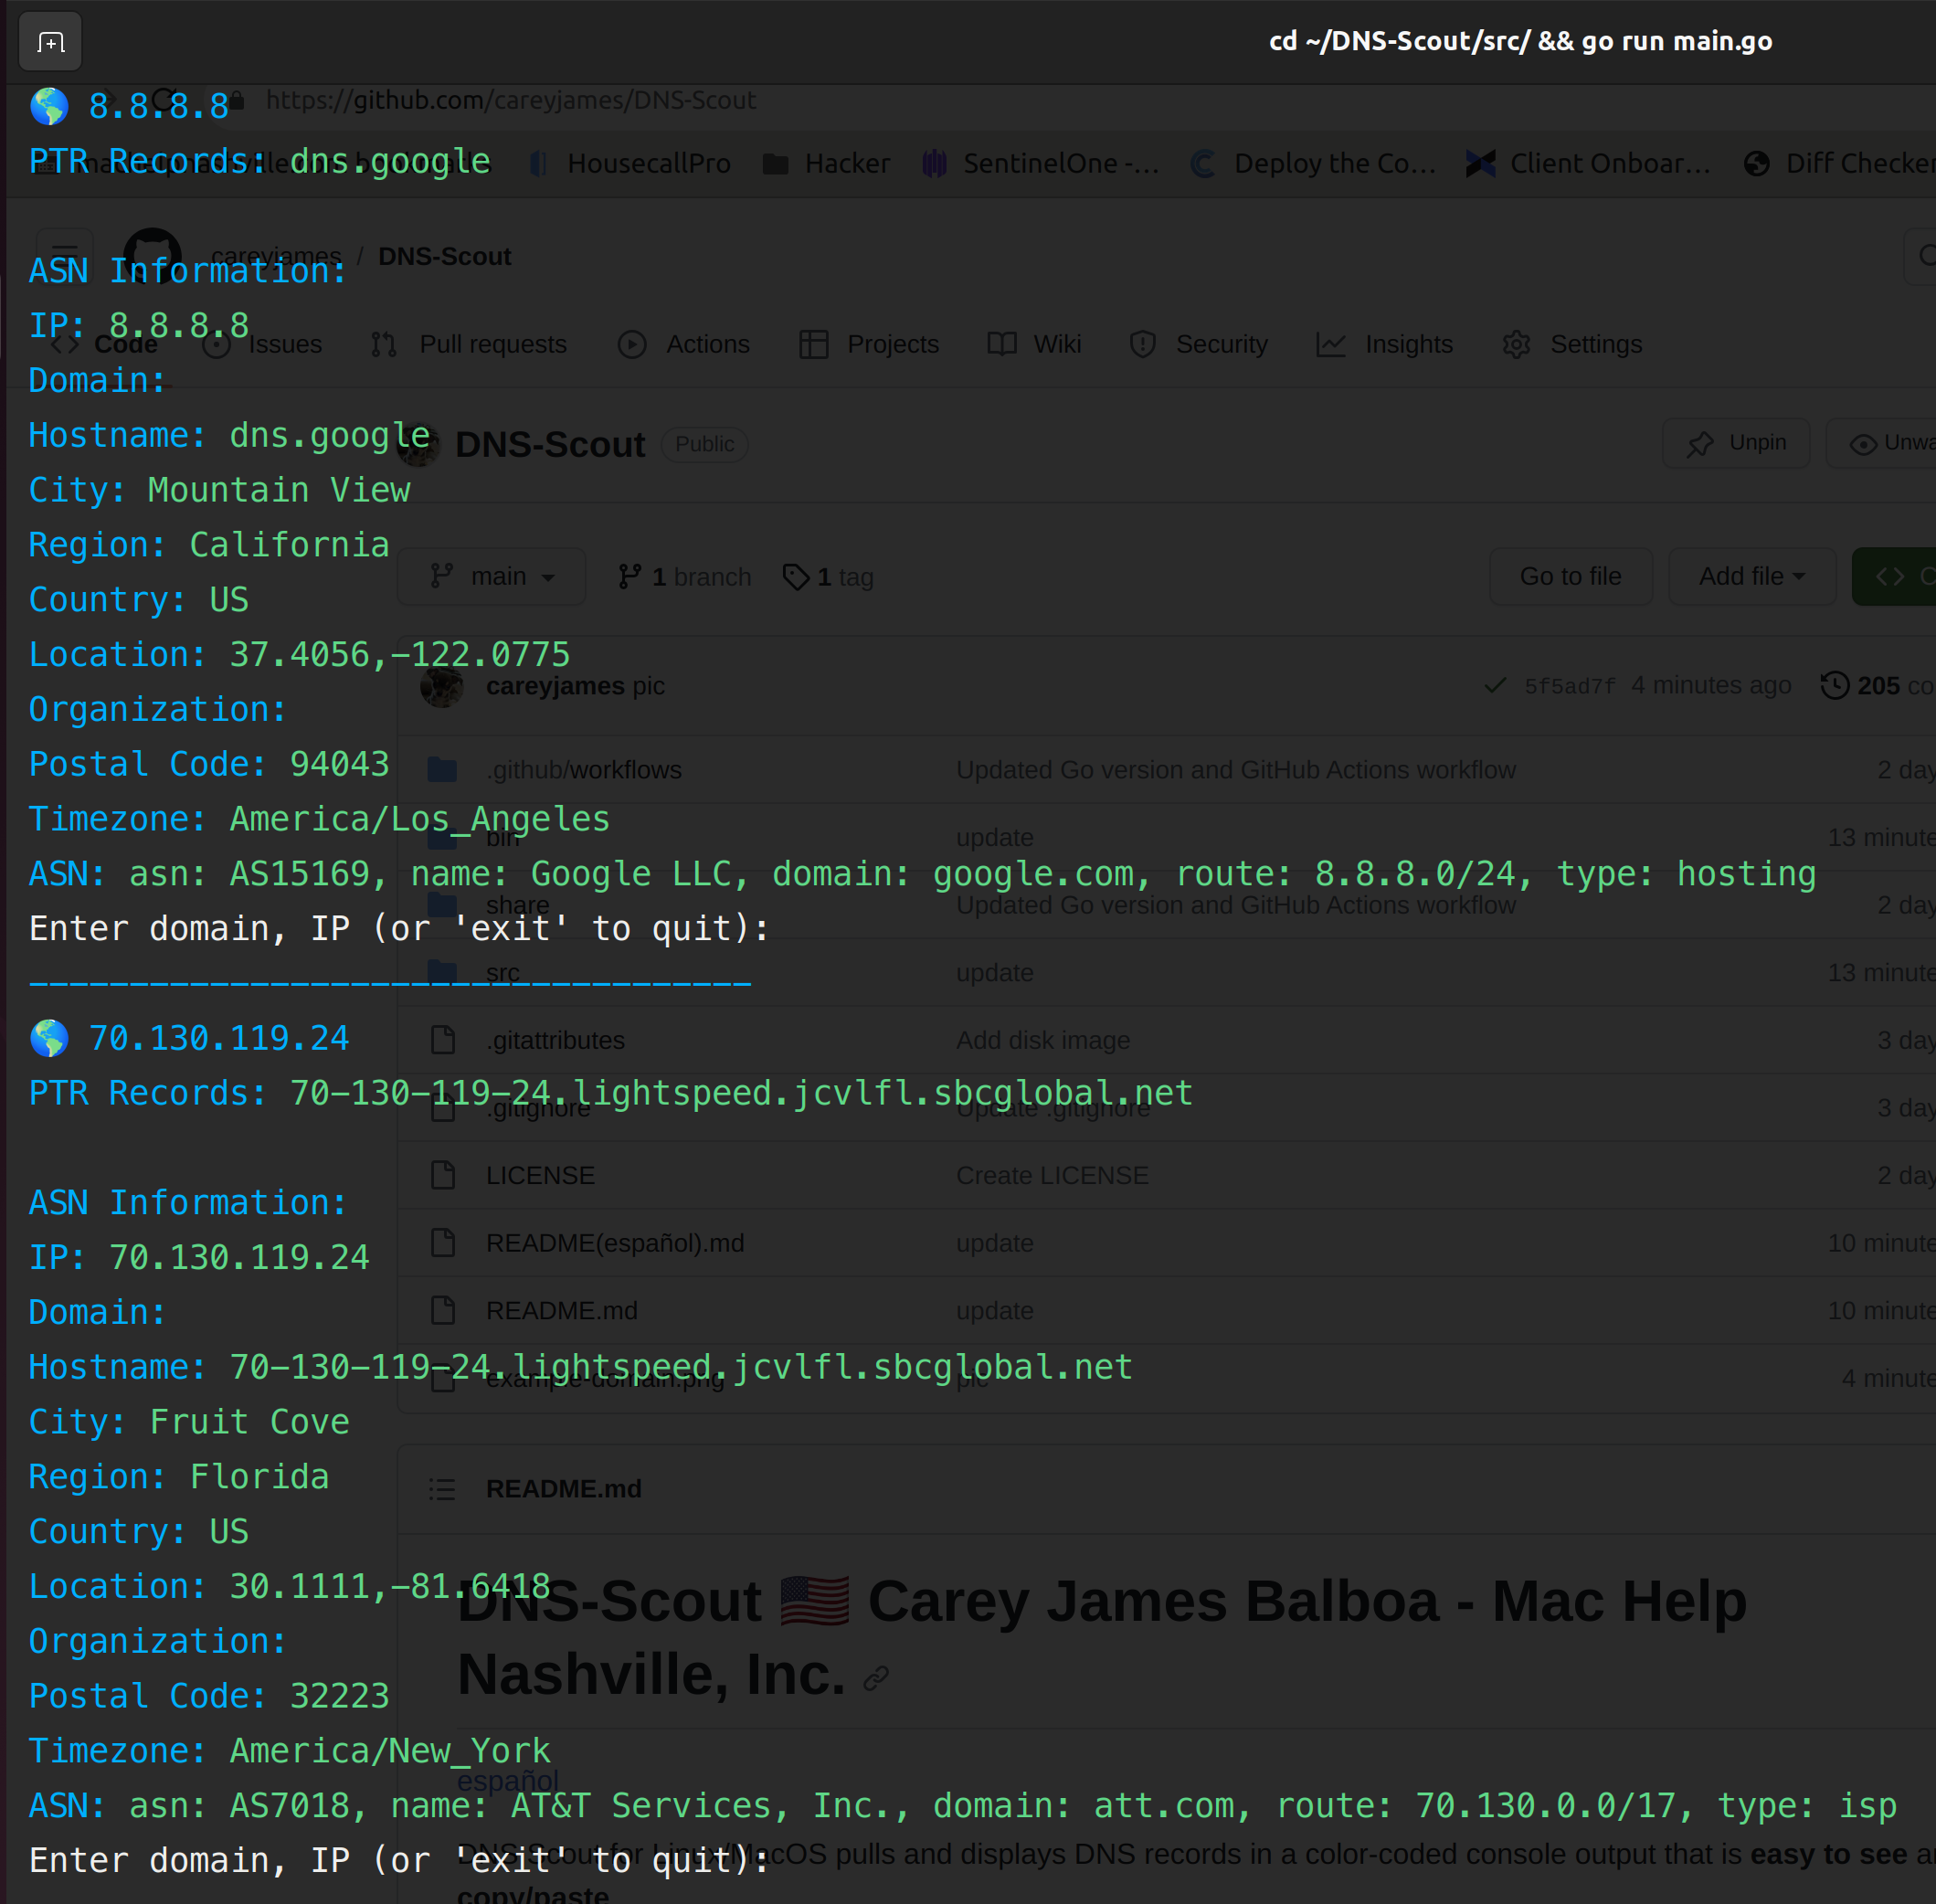 cd ~/DNS-Scout/src/ && go run main.go
8.8.8.8
https://github.com/careyjames/DNS-Scout
PTR Records: dns.google
HousecallPro Hacker SentinelOne -... Deploy the Co... Client Onboar... Diff Checker
careyjames / DNS-Scout
ASN Information:
IP: 8.8.8.8
Code Issues Pull requests Actions Projects Wiki Security Insights Settings
Domain:
Hostname: dns.google
DNS-Scout Public Unpin Unwa
City: Mountain View
Region: California
main 1 branch 1 tag Go to file Add file
Country: US
Location: 37.4056,-122.0775
careyjames pic 5f5ad7f 4 minutes ago 205 co
Organization:
Postal Code: 94043
.github/workflows Updated Go version and GitHub Actions workflow 2 day
Timezone: America/Los_Angeles
bin update 13 minute
ASN: asn: AS15169, name: Google LLC, domain: google.com, route: 8.8.8.0/24, type: hosting
share Updated Go version and GitHub Actions workflow 2 day
Enter domain, IP (or 'exit' to quit):
src update 13 minute
------------------------------------
70.130.119.24
.gitattributes Add disk image 3 day
PTR Records: 70-130-119-24.lightspeed.jcvlfl.sbcglobal.net
.gitignore Update .gitignore 3 day
LICENSE Create LICENSE 2 day
ASN Information:
IP: 70.130.119.24
README(español).md update 10 minute
Domain:
README.md update 10 minute
Hostname: 70-130-119-24.lightspeed.jcvlfl.sbcglobal.net
example-domain.png pic 4 minute
City: Fruit Cove
Region: Florida
README.md
Country: US
Location: 30.1111,-81.6418
DNS-Scout Carey James Balboa - Mac Help
Nashville, Inc.
Organization:
Postal Code: 32223
Timezone: America/New_York
español
ASN: asn: AS7018, name: AT&T Services, Inc., domain: att.com, route: 70.130.0.0/17, type: isp
Enter domain, IP (or 'exit' to quit):
DNS-Scout for Linux/MacOS pulls and displays DNS records in a color-coded console output that is easy to see
copy/paste